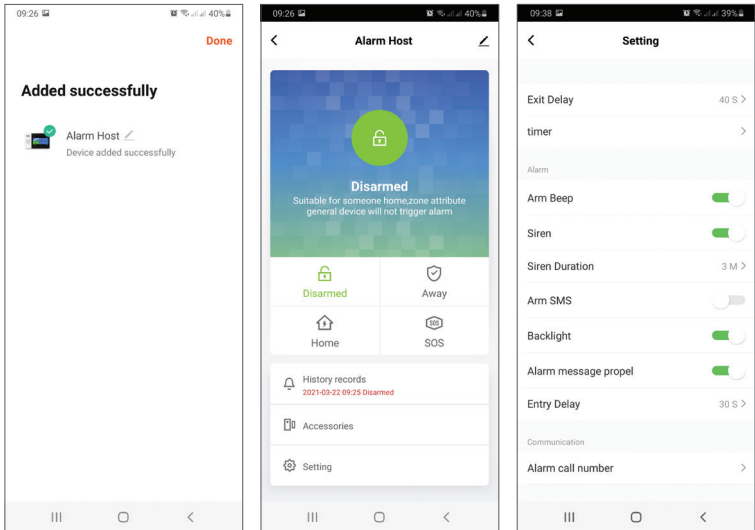 09:26
40%
Done
Added successfully
Alarm Host
Device added successfully
09:26
40%
Alarm Host
Disarmed
Suitable for someone home,zone attribute
general device will not trigger alarm
Disarmed
Away
Home
SOS
SOS
History records
2021-03-22 09:25 Disarmed
Accessories
Setting
09:38
39%
Setting
Exit Delay
40 S
timer
Alarm
Arm Beep
Siren
Siren Duration
3 M
Arm SMS
Backlight
Alarm message propel
Entry Delay
30 S
Communication
Alarm call number